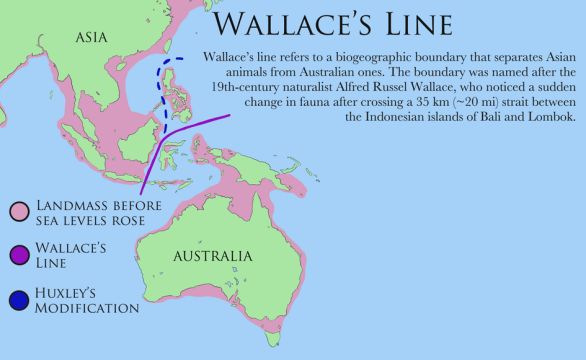 WALLACE'S LINE
ASIA
Wallace's line refers to a biogeographic boundary that separates Asian
animals from Australian ones. The boundary was named after the
19th-century naturalist Alfred Russel Wallace, who noticed a sudden
change in fauna after crossing a 35 km (~20 mi) strait between
the Indonesian islands of Bali and Lombok.
LANDMASS BEFORE
SEA LEVELS ROSE
WALLACE'S
LINE
HUXLEY'S
MODIFICATION
AUSTRALIA